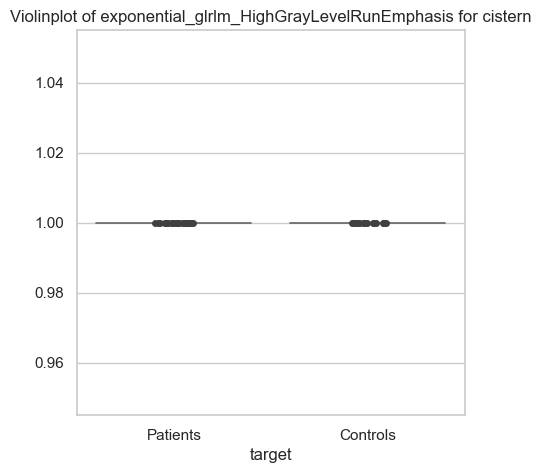 Violinplot of exponential_glrlm_HighGrayLevelRunEmphasis for cistern
1.04
1.02
1.00
0.98
0.96
Patients Controls
target